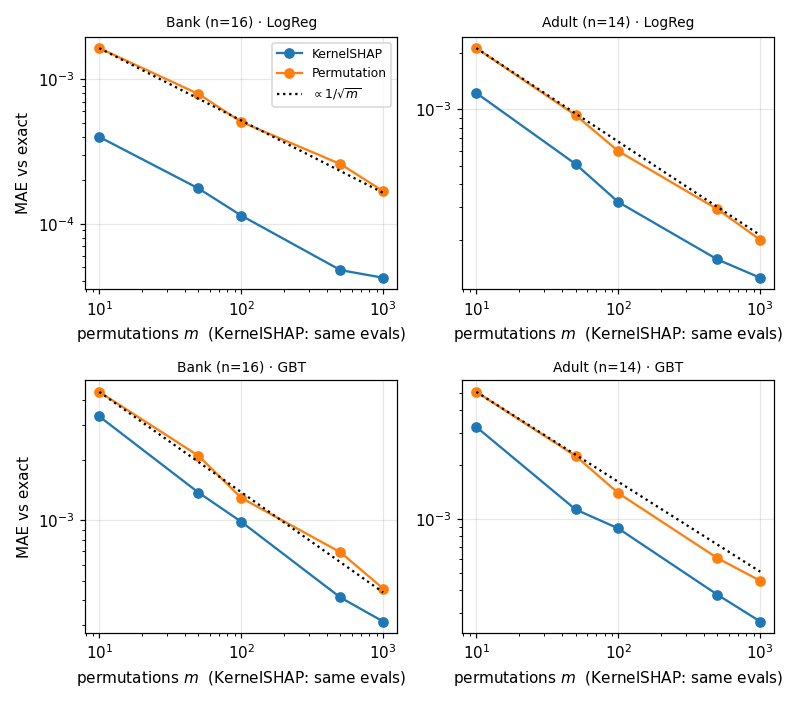 Bank (n=16) · LogReg
MAE vs exact
10⁻³
10⁻⁴
KernelSHAP
Permutation
∝ 1/√m
10¹ 10² 10³
permutations m (KernelSHAP: same evals)
Adult (n=14) · LogReg
10⁻³
10¹ 10² 10³
permutations m (KernelSHAP: same evals)
Bank (n=16) · GBT
MAE vs exact
10⁻³
10¹ 10² 10³
permutations m (KernelSHAP: same evals)
Adult (n=14) · GBT
10⁻³
10¹ 10² 10³
permutations m (KernelSHAP: same evals)